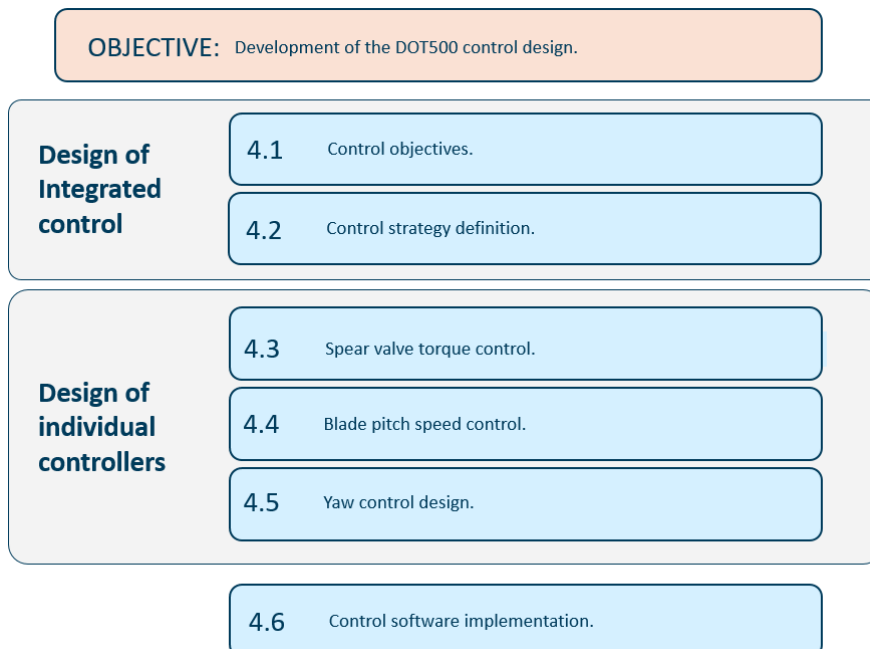 OBJECTIVE: Development of the DOT500 control design.
Design of
Integrated
control
4.1 Control objectives.
4.2 Control strategy definition.
Design of
individual
controllers
4.3 Spear valve torque control.
4.4 Blade pitch speed control.
4.5 Yaw control design.
4.6 Control software implementation.